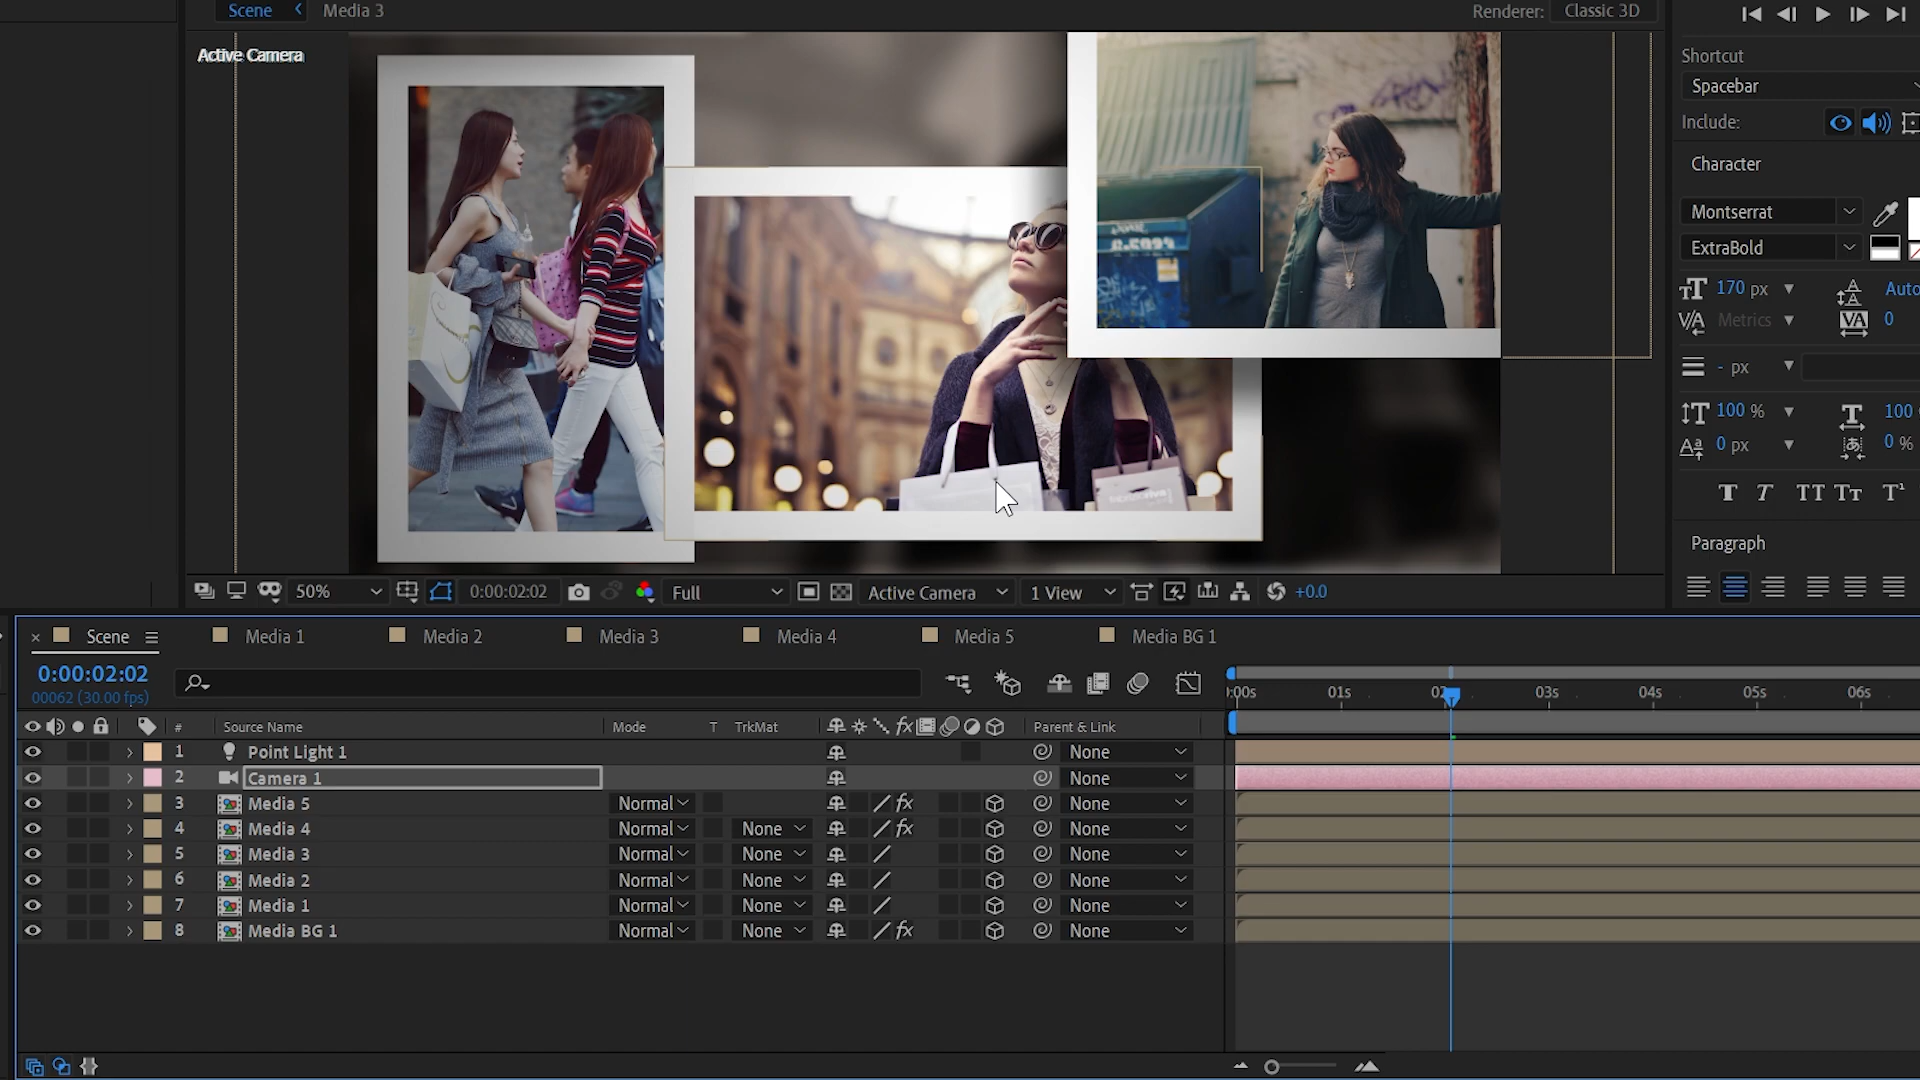 Scene
Media 3
Renderer:
Classic 3D
Active Camera
Shortcut
Spacebar
Include:
Character
Montserrat
ExtraBold
170 px
Auto
Metrics
0
- px
100 %
100
0 px
0 %
Paragraph
50%
0:00:02:02
Full
Active Camera
1 View
+0.0
Scene
Media 1
Media 2
Media 3
Media 4
Media 5
Media BG 1
0:00:02:02
00062 (30.00 fps)
:00s
01s
02
03s
04s
05s
06s
#
Source Name
Mode
T
TrkMat
fx
Parent & Link
1 Point Light 1 None
2 Camera 1 None
3 Media 5 Normal fx None
4 Media 4 Normal None fx None
5 Media 3 Normal None None
6 Media 2 Normal None None
7 Media 1 Normal None None
8 Media BG 1 Normal None fx None